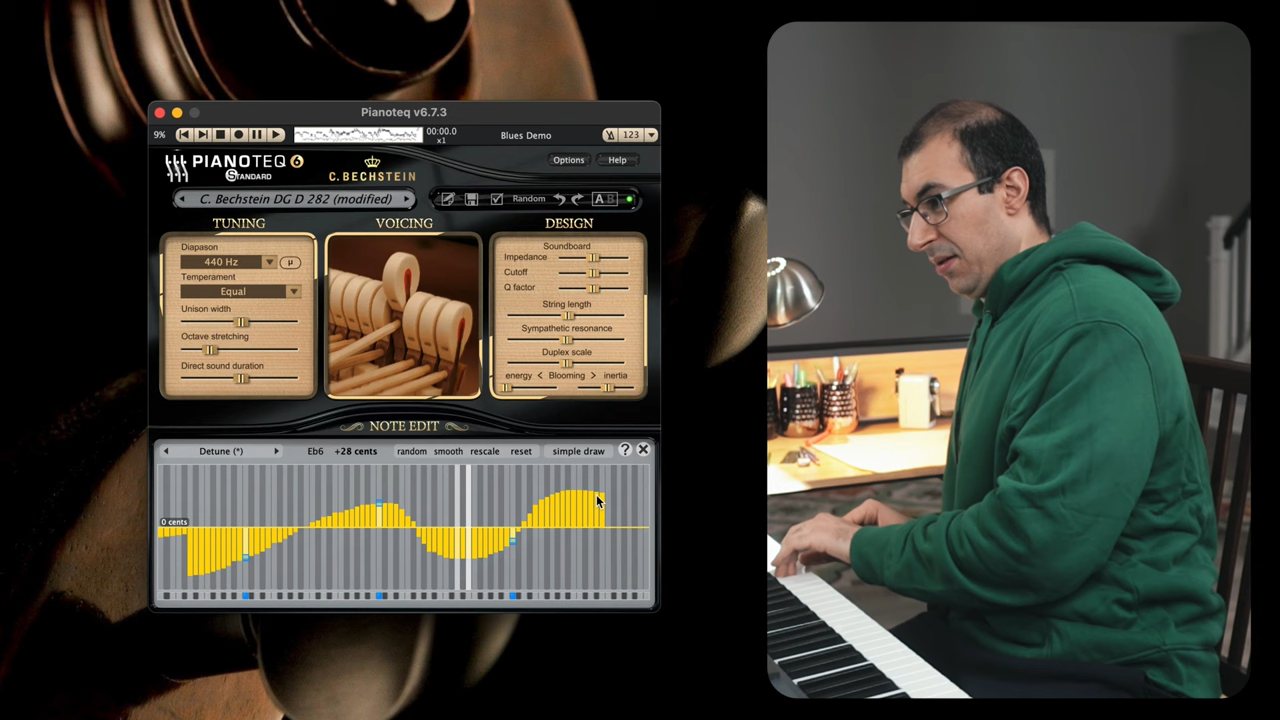 Pianoteq v6.7.3
9%
00:00.0
x1
Blues Demo
123
PIANOTEQ 6
STANDARD
C.BECHSTEIN
Options
Help
C. Bechstein DG D 282 (modified)
Random
A B
TUNING
VOICING
DESIGN
Diapason
440 Hz
μ
Temperament
Equal
Unison width
Octave stretching
Direct sound duration
Soundboard
Impedance
Cutoff
Q factor
String length
Sympathetic resonance
Duplex scale
energy < Blooming > inertia
NOTE EDIT
Detune (*)
Eb6
+28 cents
random
smooth
rescale
reset
simple draw
?
0 cents